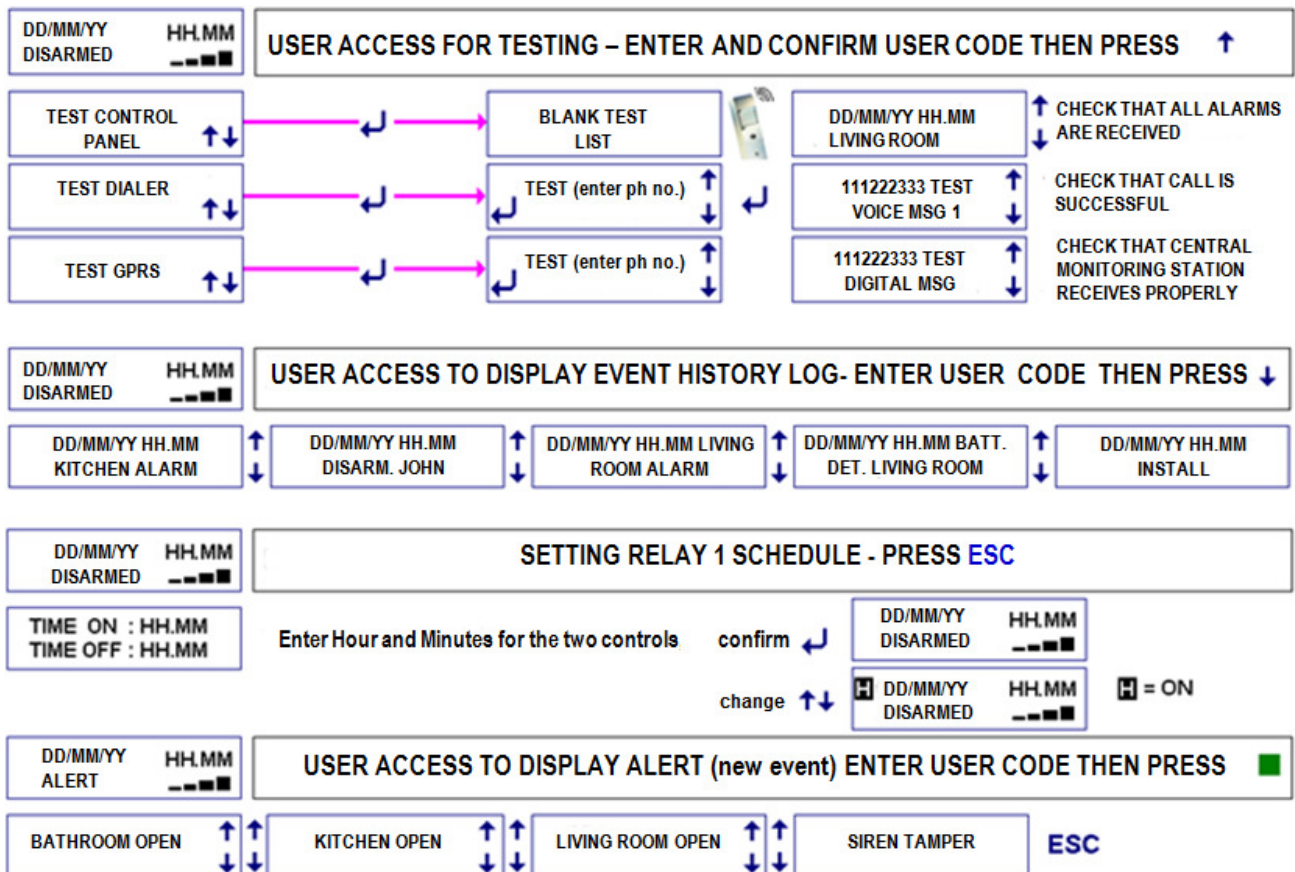 DD/MM/YY HH.MM
DISARMED
USER ACCESS FOR TESTING – ENTER AND CONFIRM USER CODE THEN PRESS ↑
TEST CONTROL
PANEL ↑↓
BLANK TEST
LIST
DD/MM/YY HH.MM
LIVING ROOM
CHECK THAT ALL ALARMS
ARE RECEIVED
TEST DIALER
TEST (enter ph no.)
111222333 TEST
VOICE MSG 1
CHECK THAT CALL IS
SUCCESSFUL
TEST GPRS
TEST (enter ph no.)
111222333 TEST
DIGITAL MSG
CHECK THAT CENTRAL
MONITORING STATION
RECEIVES PROPERLY
DD/MM/YY HH.MM
DISARMED
USER ACCESS TO DISPLAY EVENT HISTORY LOG- ENTER USER CODE THEN PRESS ↓
DD/MM/YY HH.MM
KITCHEN ALARM
DD/MM/YY HH.MM
DISARM. JOHN
DD/MM/YY HH.MM LIVING
ROOM ALARM
DD/MM/YY HH.MM BATT.
DET. LIVING ROOM
DD/MM/YY HH.MM
INSTALL
DD/MM/YY HH.MM
DISARMED
SETTING RELAY 1 SCHEDULE - PRESS ESC
TIME ON : HH.MM
TIME OFF : HH.MM
Enter Hour and Minutes for the two controls
confirm
DD/MM/YY HH.MM
DISARMED
change ↑↓
H DD/MM/YY HH.MM
DISARMED
H = ON
DD/MM/YY HH.MM
ALERT
USER ACCESS TO DISPLAY ALERT (new event) ENTER USER CODE THEN PRESS
BATHROOM OPEN
KITCHEN OPEN
LIVING ROOM OPEN
SIREN TAMPER
ESC